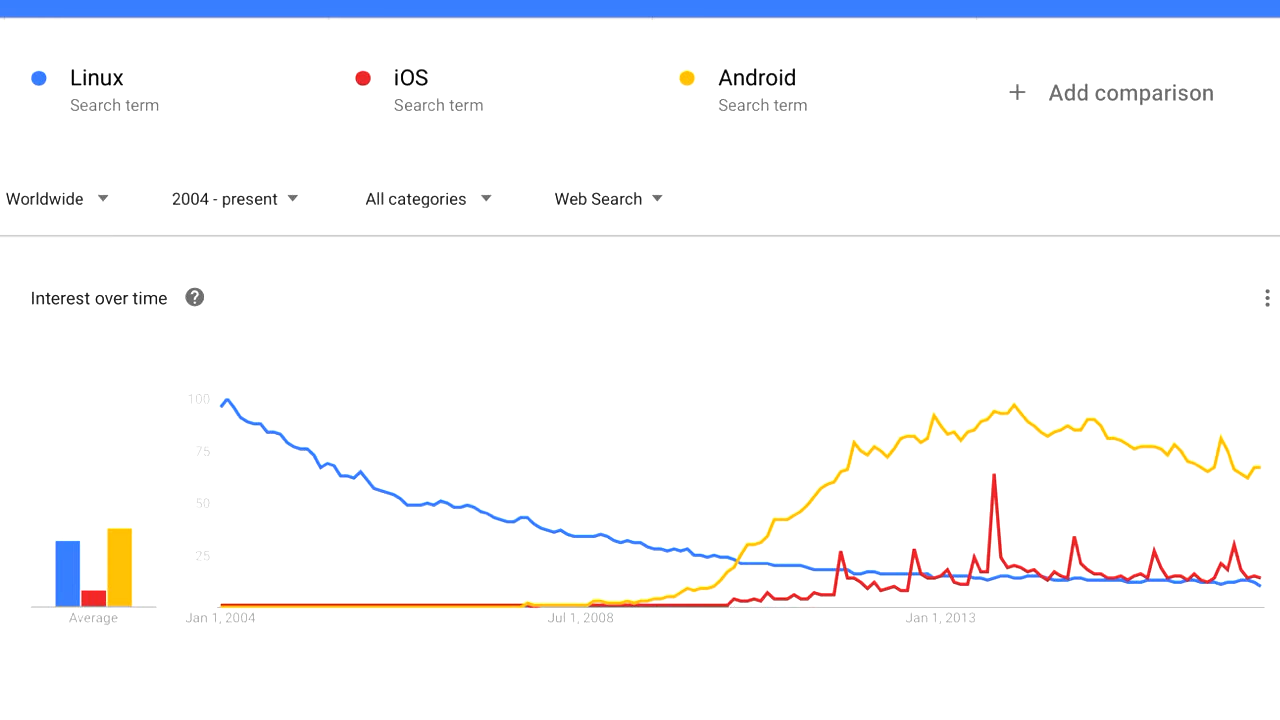 Linux iOS Android + Add comparison
Search term Search term Search term
Worldwide 2004 - present All categories Web Search
Interest over time ?
100
75
50
25
Average Jan 1, 2004 Jul 1, 2008 Jan 1, 2013